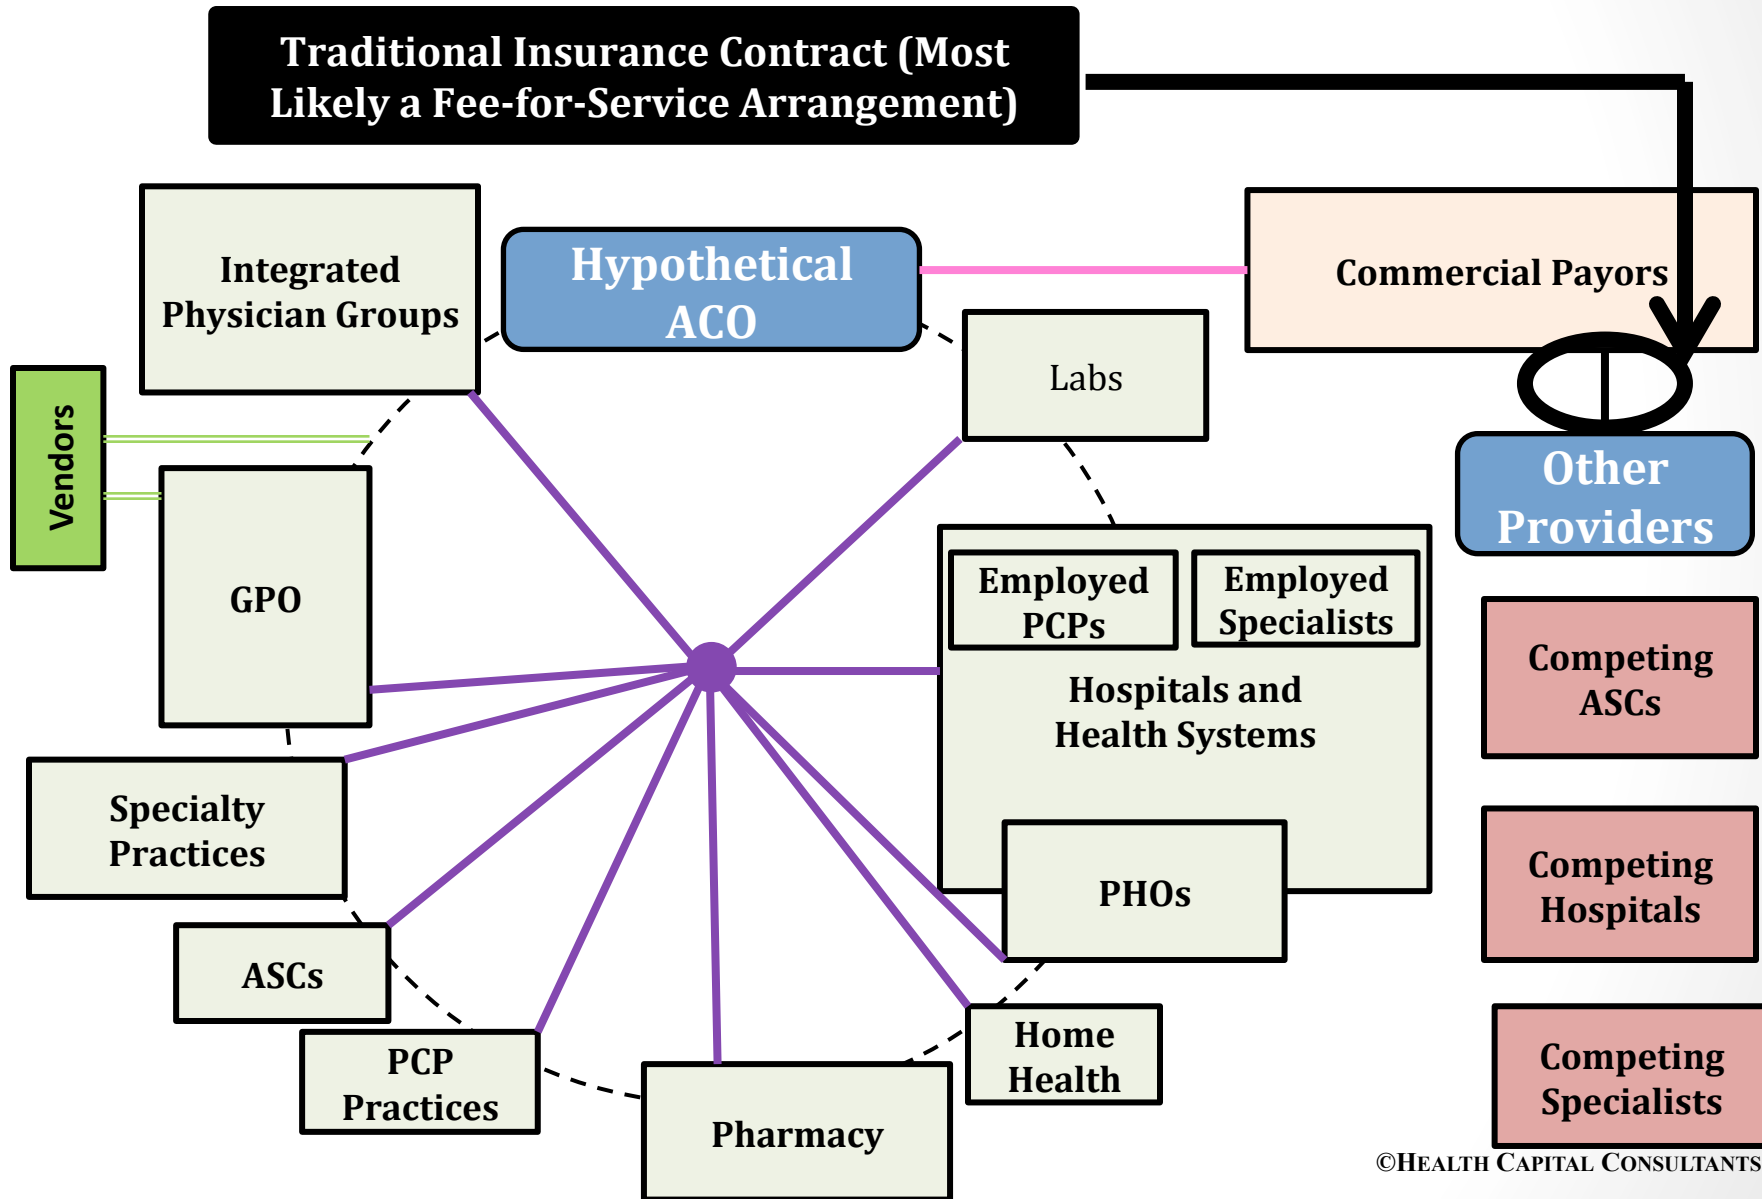 Traditional Insurance Contract (Most
Likely a Fee-for-Service Arrangement)
Integrated
Physician Groups
Hypothetical
ACO
Commercial Payors
Labs
Vendors
Other
Providers
GPO
Employed
PCPs
Employed
Specialists
Hospitals and
Health Systems
Competing
ASCs
Specialty
Practices
PHOs
Competing
Hospitals
ASCs
PCP
Practices
Home
Health
Pharmacy
Competing
Specialists
©HEALTH CAPITAL CONSULTANTS